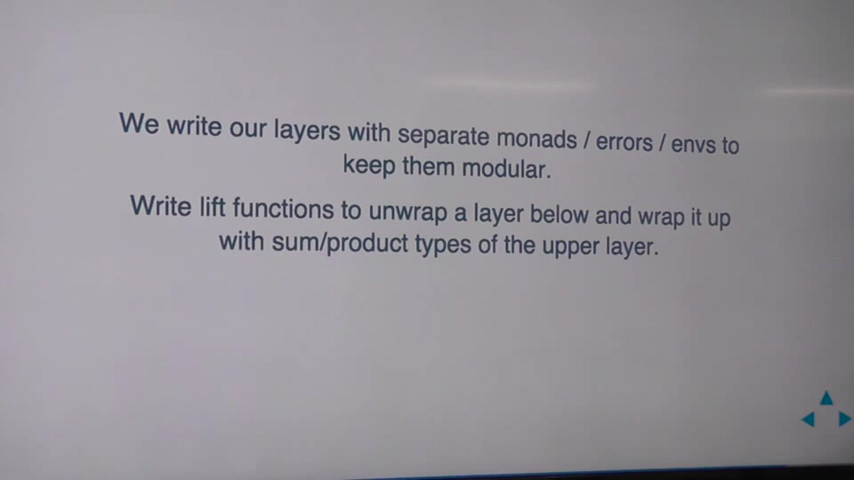 We write our layers with separate monads / errors / envs to
keep them modular.
Write lift functions to unwrap a layer below and wrap it up
with sum/product types of the upper layer.